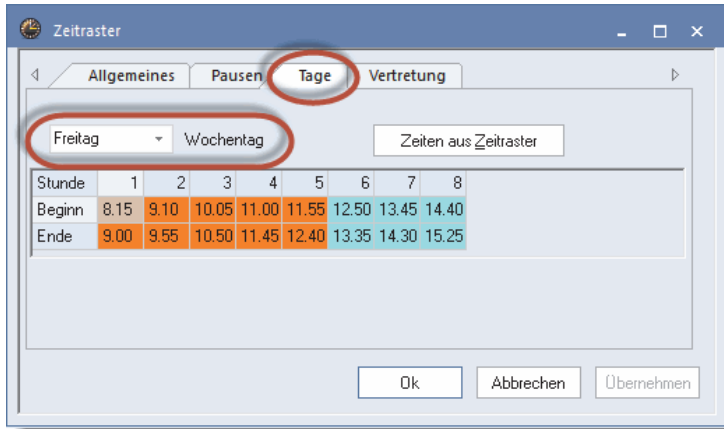 Zeitraster
Allgemeines Pausen Tage Vertretung
Freitag Wochentag Zeiten aus Zeitraster
Stunde 1 2 3 4 5 6 7 8
Beginn 8.15 9.10 10.05 11.00 11.55 12.50 13.45 14.40
Ende 9.00 9.55 10.50 11.45 12.40 13.35 14.30 15.25
Ok Abbrechen Übernehmen